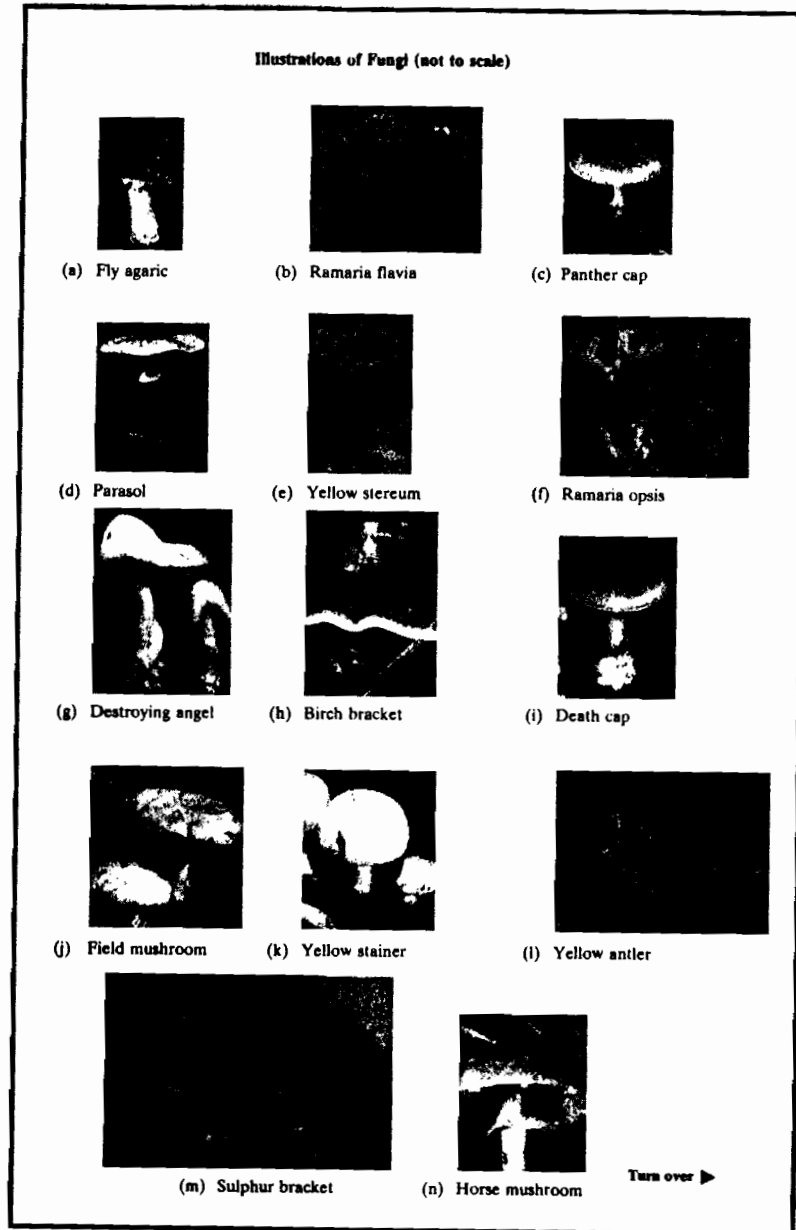 Illustrations of Fungi (not to scale)
(a) Fly agaric
(b) Ramaria flavia
(c) Panther cap
(d) Parasol
(e) Yellow stereum
(f) Ramaria opsis
(g) Destroying angel
(h) Birch bracket
(i) Death cap
(j) Field mushroom
(k) Yellow stainer
(l) Yellow antler
(m) Sulphur bracket
(n) Horse mushroom
Turn over ▶